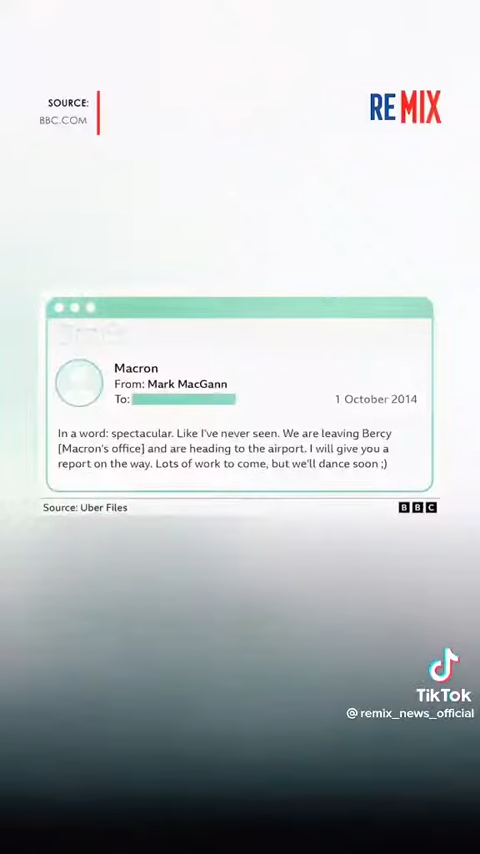 SOURCE:
BBC.COM
REMIX
Macron
From: Mark MacGann
To:
1 October 2014
In a word: spectacular. Like I've never seen. We are leaving Bercy
[Macron's office] and are heading to the airport. I will give you a
report on the way. Lots of work to come, but we'll dance soon ;)
Source: Uber Files
BBC
TikTok
@remix_news_official